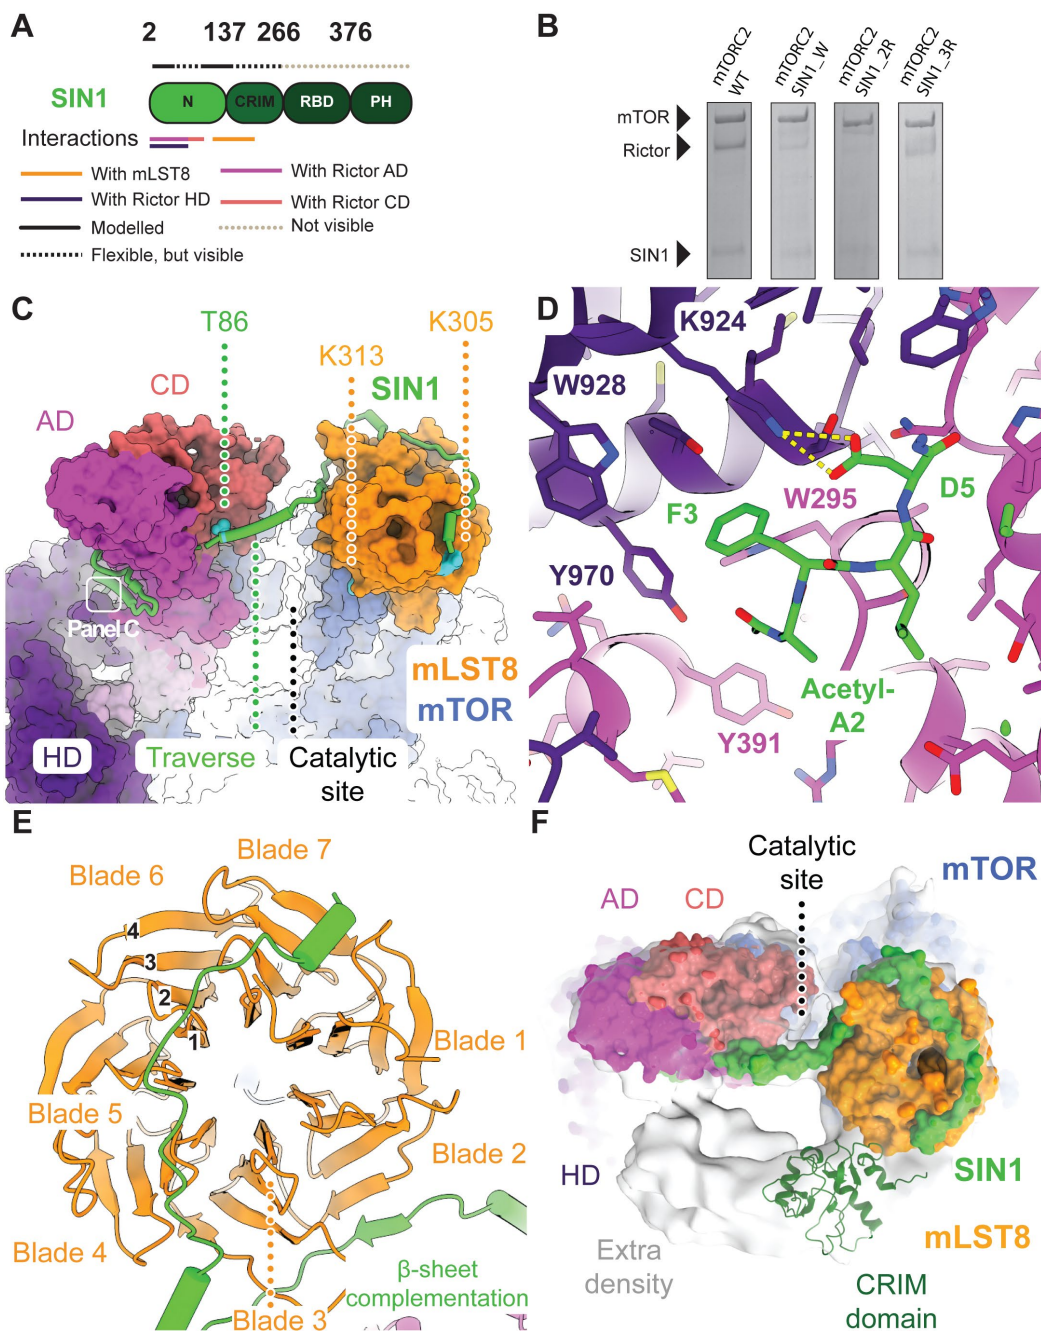 A
2 137 266 376
SIN1
N CRIM RBD PH
Interactions
With mLST8
With Rictor AD
With Rictor HD
With Rictor CD
Modelled
Not visible
Flexible, but visible
B
mTORC2
WT
mTORC2
SIN1_W
mTORC2
SIN1_2R
mTORC2
SIN1_3R
mTOR
Rictor
SIN1
C
T86
K305
K313
SIN1
CD
AD
Panel C
mLST8
mTOR
HD
Traverse
Catalytic
site
D
K924
W928
W295
D5
F3
Y970
Acetyl-
A2
Y391
E
Blade 7
Blade 6
4
3
2
1
Blade 1
Blade 5
Blade 2
Blade 4
β-sheet
complementation
Blade 3
F
Catalytic
site
mTOR
AD
CD
HD
SIN1
mLST8
Extra
density
CRIM
domain